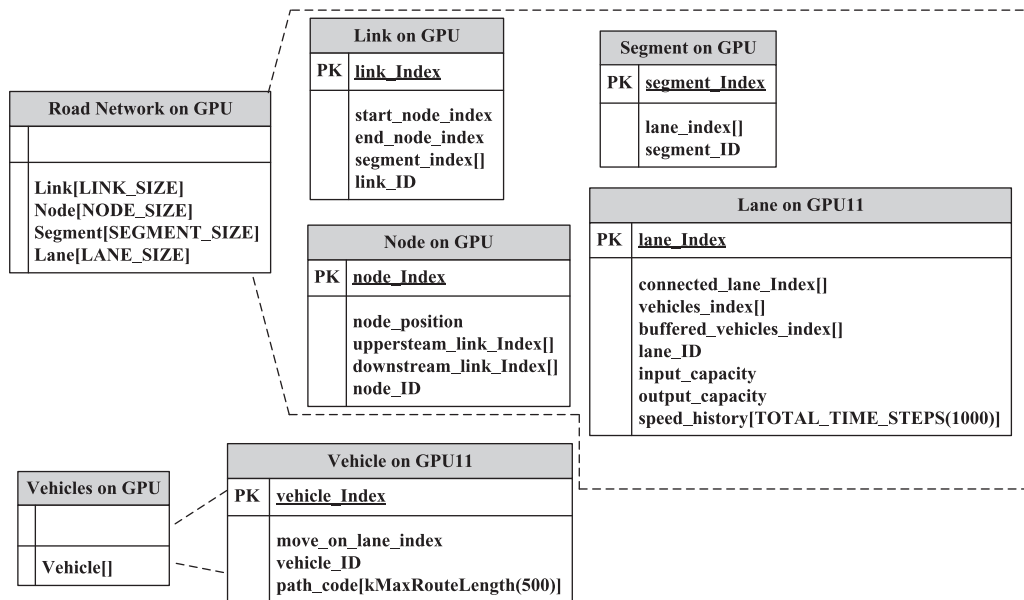 Road Network on GPU
Link[LINK_SIZE]
Node[NODE_SIZE]
Segment[SEGMENT_SIZE]
Lane[LANE_SIZE]
Link on GPU
PK link_Index
start_node_index
end_node_index
segment_index[]
link_ID
Segment on GPU
PK segment_Index
lane_index[]
segment_ID
Node on GPU
PK node_Index
node_position
uppersteam_link_Index[]
downstream_link_Index[]
node_ID
Lane on GPU11
PK lane_Index
connected_lane_Index[]
vehicles_index[]
buffered_vehicles_index[]
lane_ID
input_capacity
output_capacity
speed_history[TOTAL_TIME_STEPS(1000)]
Vehicles on GPU
Vehicle[]
Vehicle on GPU11
PK vehicle_Index
move_on_lane_index
vehicle_ID
path_code[kMaxRouteLength(500)]